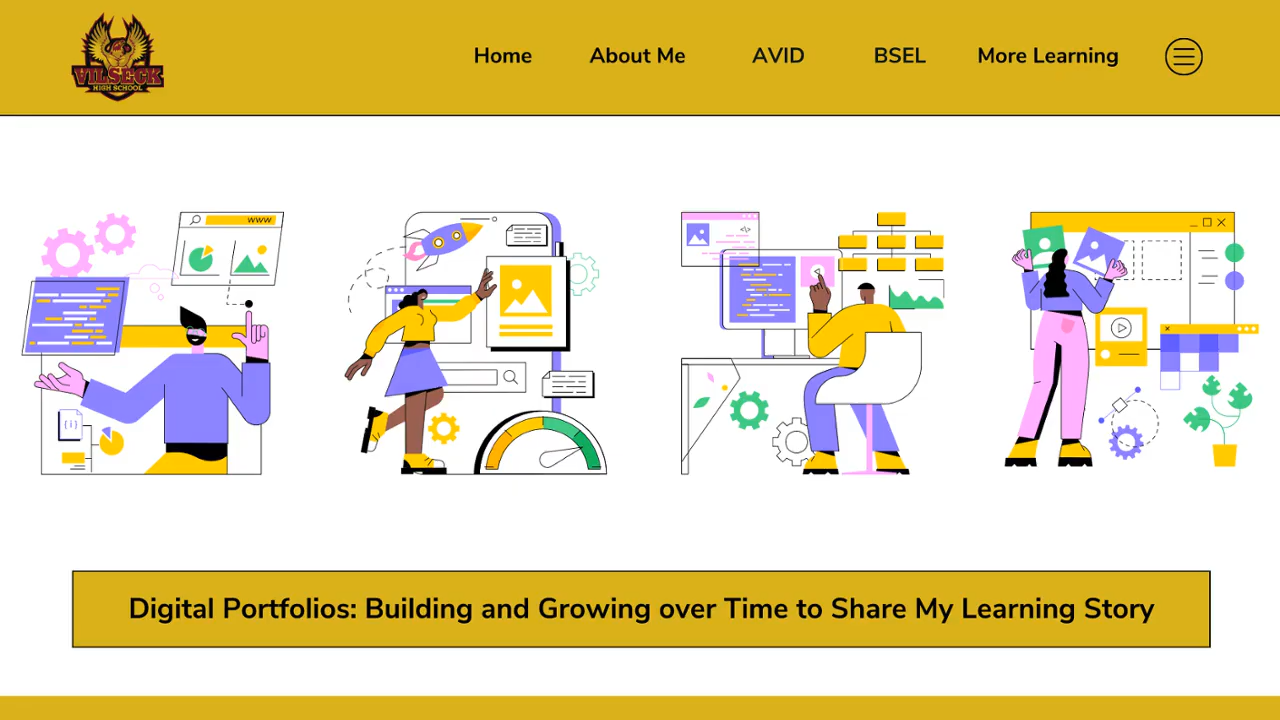 VILSECK
HIGH SCHOOL
Home
About Me
AVID
BSEL
More Learning
www
</>
{i}
Digital Portfolios: Building and Growing over Time to Share My Learning Story